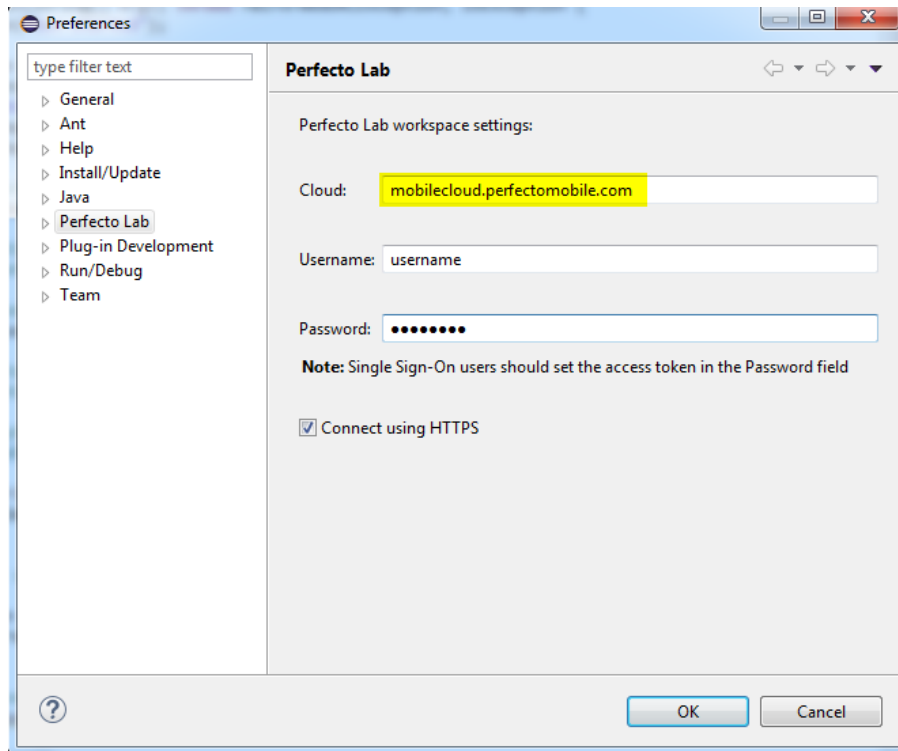 Preferences
type filter text
General
Ant
Help
Install/Update
Java
Perfecto Lab
Plug-in Development
Run/Debug
Team
Perfecto Lab
Perfecto Lab workspace settings:
Cloud: mobilecloud.perfectomobile.com
Username: username
Password: ••••••••
Note: Single Sign-On users should set the access token in the Password field
Connect using HTTPS
?
OK Cancel